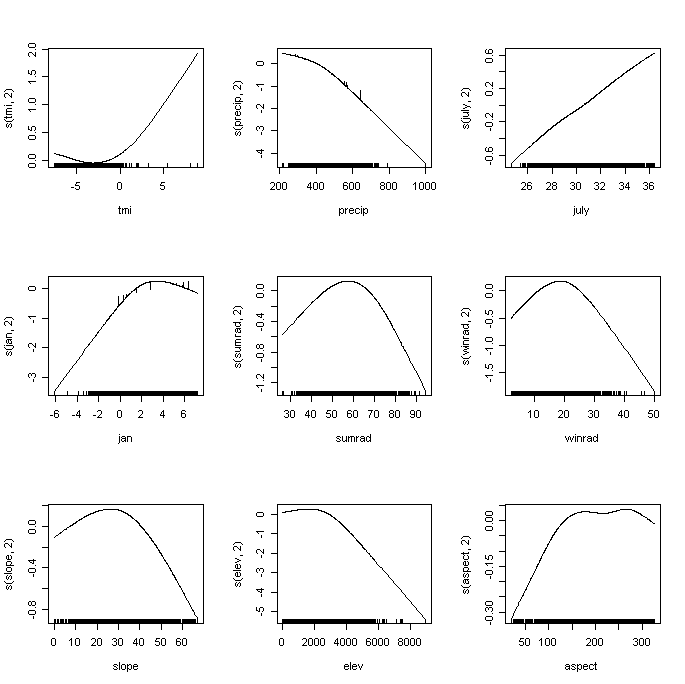 s(tmi, 2)
0.0 0.5 1.0 1.5 2.0
-5 0 5
tmi
s(precip, 2)
-4 -3 -2 -1 0
200 400 600 800 1000
precip
s(july, 2)
-0.6 -0.2 0.2 0.6
26 28 30 32 34 36
july
s(jan, 2)
-3 -2 -1 0
-6 -4 -2 0 2 4 6
jan
s(sumrad, 2)
-1.2 -0.8 -0.4 0.0
30 40 50 60 70 80 90
sumrad
s(winrad, 2)
-1.5 -1.0 -0.5 0.0
10 20 30 40 50
winrad
s(slope, 2)
-0.8 -0.4 0.0
0 10 20 30 40 50 60
slope
s(elev, 2)
-5 -4 -3 -2 -1 0
0 2000 4000 6000 8000
elev
s(aspect, 2)
-0.30 -0.15 0.00
50 100 200 300
aspect